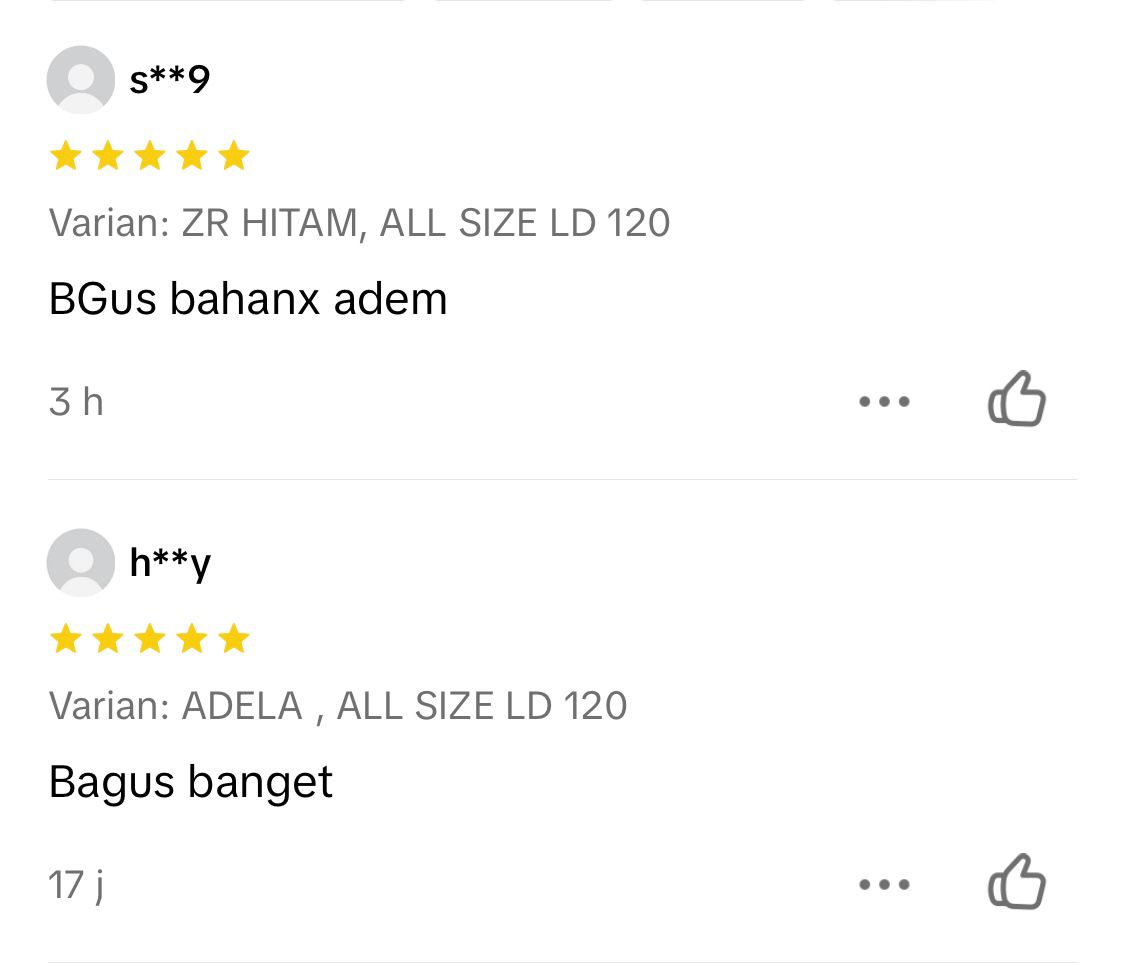 s**9
Varian: ZR HITAM, ALL SIZE LD 120
BGus bahanx adem
3 h
h**y
Varian: ADELA , ALL SIZE LD 120
Bagus banget
17 j